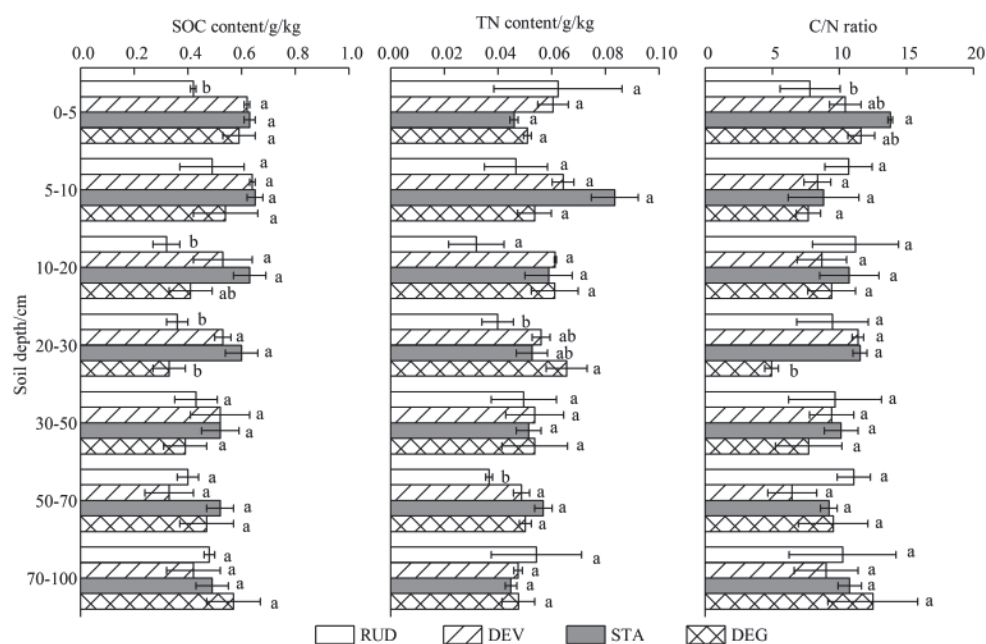 SOC content/g/kg TN content/g/kg C/N ratio
0.0 0.2 0.4 0.6 0.8 1.0 0.00 0.02 0.04 0.06 0.08 0.10 0 5 10 15 20
Soil depth/cm
0-5
b a b
a a ab
a a a
a a ab
5-10
a a a
a a a
a a a
a a a
10-20
b a a
a a a
a a a
ab a a
20-30
b b a
a ab a
a ab a
b a b
30-50
a a a
a a a
a a a
a a a
50-70
a b a
a a a
a a a
a a a
70-100
a a a
a a a
a a a
a a a
RUD DEV STA DEG